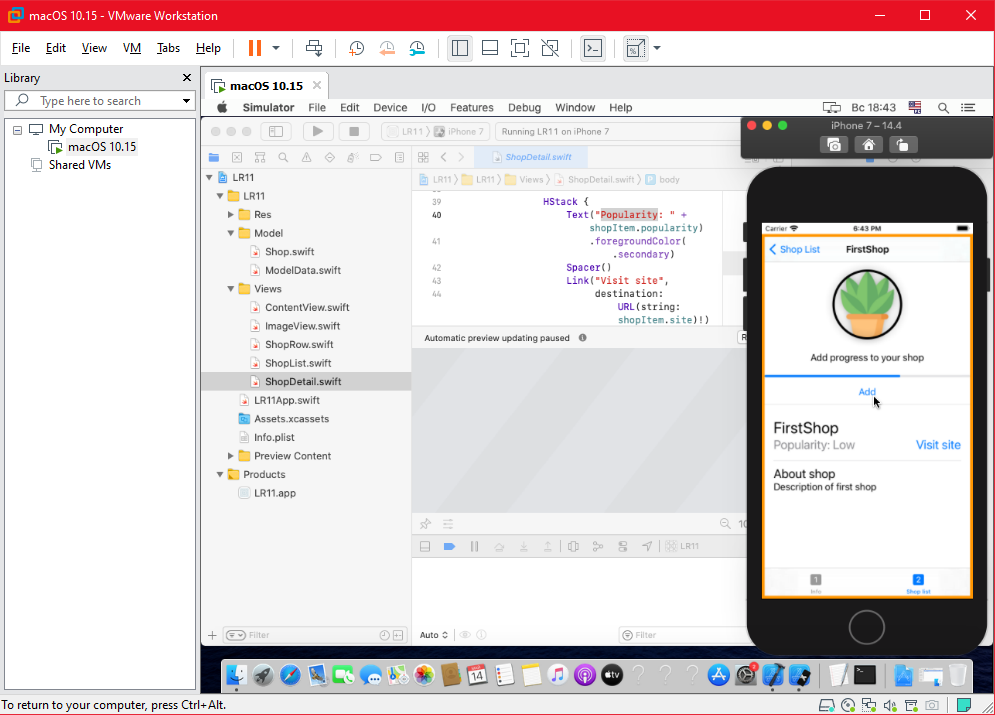 macOS 10.15 - VMware Workstation
File Edit View VM Tabs Help
Library
Type here to search
My Computer
macOS 10.15
Shared VMs
macOS 10.15
Simulator File Edit Device I/O Features Debug Window Help
Вс 18:43
LR11 iPhone 7
Running LR11 on iPhone 7
iPhone 7 – 14.4
ShopDetail.swift
LR11 LR11 Views ShopDetail.swift body
LR11
LR11
Res
Model
Shop.swift
ModelData.swift
Views
ContentView.swift
ImageView.swift
ShopRow.swift
ShopList.swift
ShopDetail.swift
LR11App.swift
Assets.xcassets
Info.plist
Preview Content
Products
LR11.app
Filter
39 HStack {
40 Text("Popularity: " +
shopItem.popularity)
41 .foregroundColor(
.secondary)
42 Spacer()
43 Link("Visit site",
44 destination:
URL(string:
shopItem.site)!)
Automatic preview updating paused
LR11
Auto
Filter
Carrier 6:43 PM
Shop List FirstShop
Add progress to your shop
Add
FirstShop
Popularity: Low Visit site
About shop
Description of first shop
1 2
Info Shop list
14
tv
To return to your computer, press Ctrl+Alt.